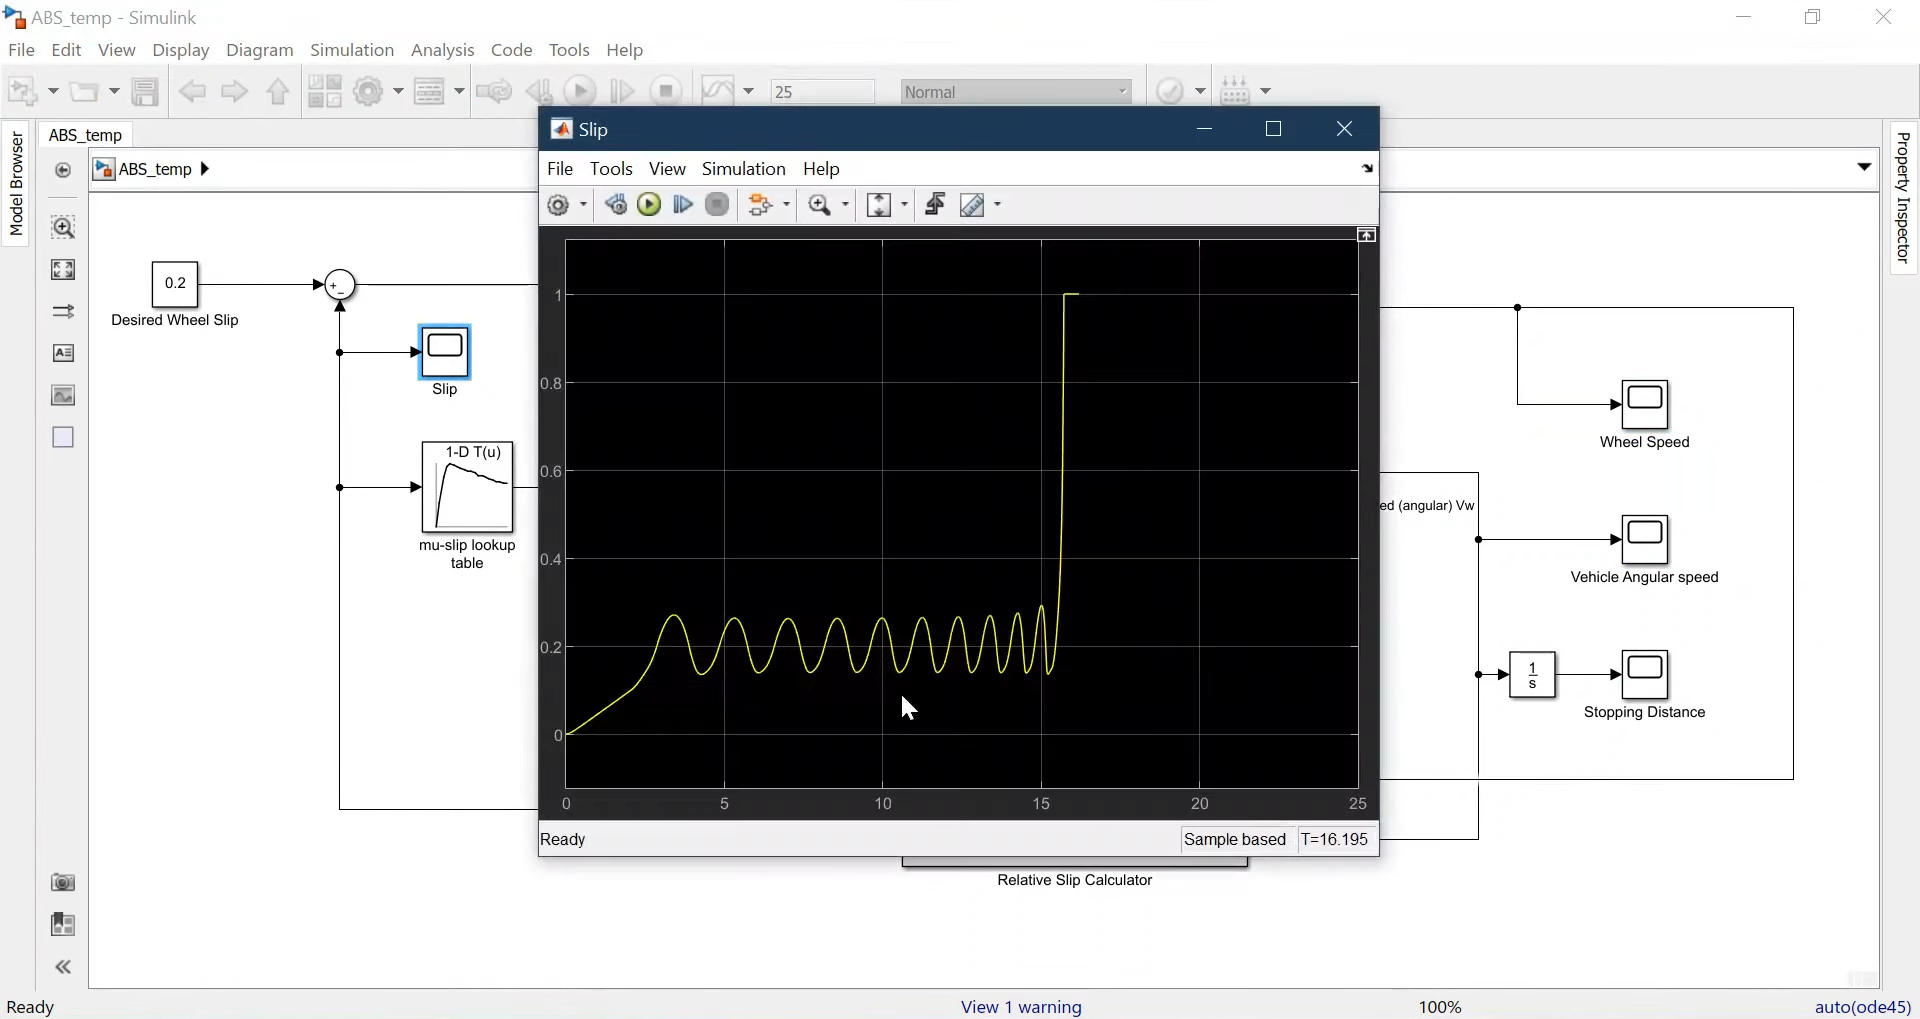 ABS_temp - Simulink
File Edit View Display Diagram Simulation Analysis Code Tools Help
25
Normal
Model Browser
ABS_temp
ABS_temp
Property Inspector
0.2
Desired Wheel Slip
+
-
Slip
1-D T(u)
mu-slip lookup
table
Slip
File Tools View Simulation Help
1
0.8
0.6
0.4
0.2
0
0 5 10 15 20 25
Ready
Sample based T=16.195
Relative Slip Calculator
Wheel Speed
ed (angular) Vw
Vehicle Angular speed
1
s
Stopping Distance
Ready
View 1 warning
100%
auto(ode45)